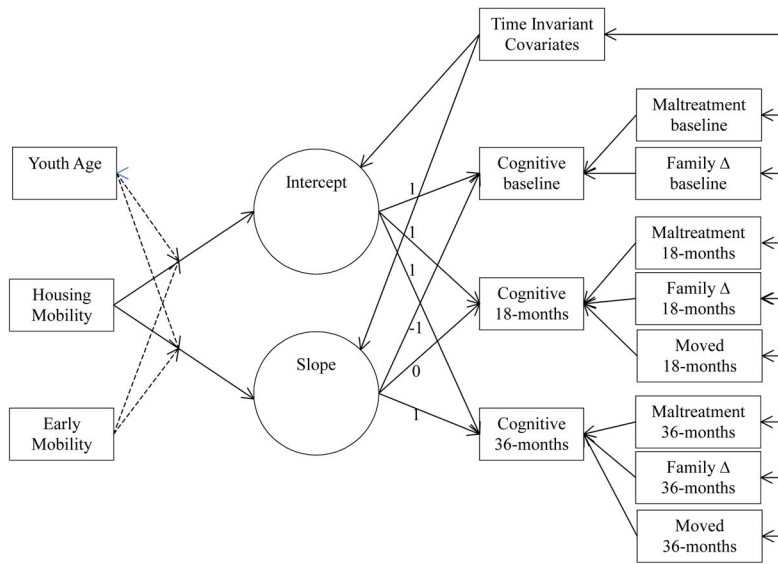 Time Invariant
Covariates
Maltreatment
baseline
Youth Age
Intercept
Cognitive
baseline
Family Δ
baseline
1
1
1
Maltreatment
18-months
Housing
Mobility
Cognitive
18-months
Family Δ
18-months
-1
Moved
18-months
Slope
0
1
Early
Mobility
Cognitive
36-months
Maltreatment
36-months
Family Δ
36-months
Moved
36-months